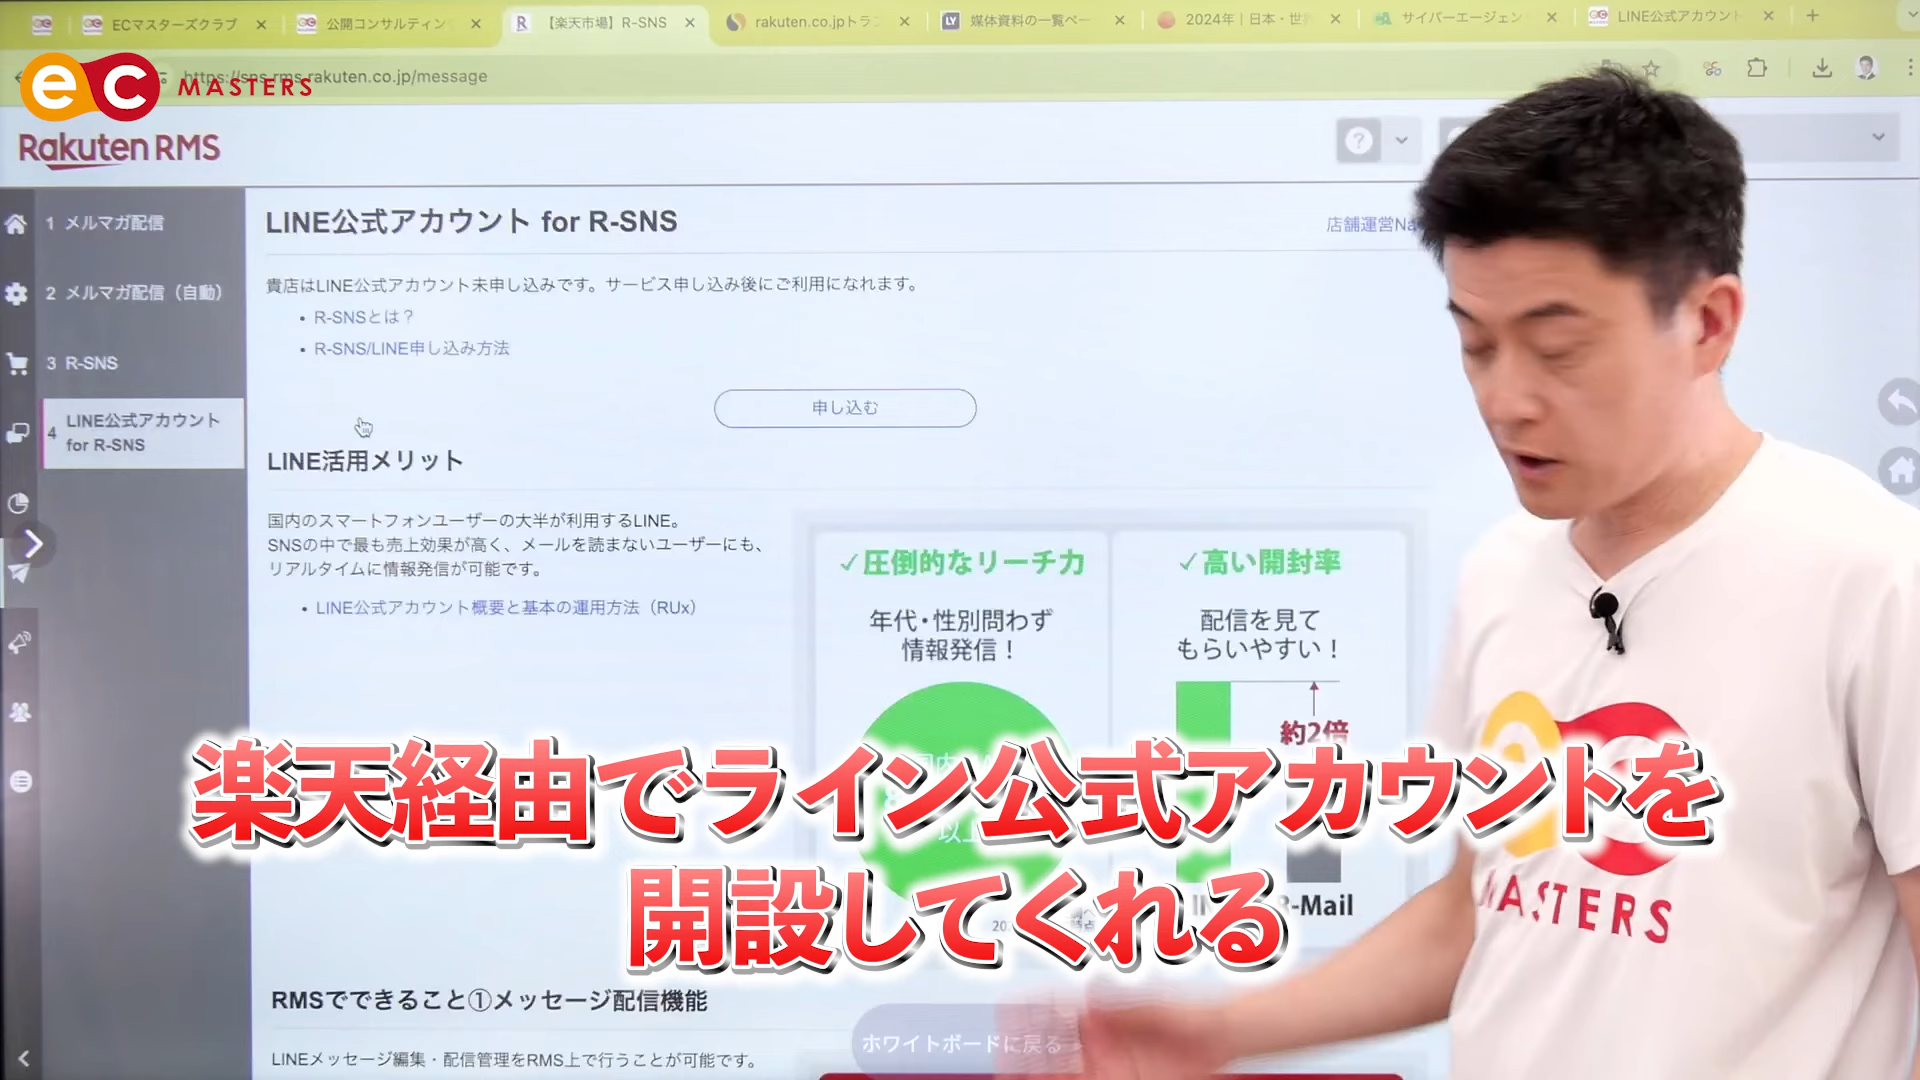 ECマスターズクラブ
公開コンサルティン
【楽天市場】R-SNS
rakuten.co.jpトラ
媒体資料の一覧ペー
2024年 | 日本・世
サイバーエージェン
LINE公式アカウント
https://sns.rms.rakuten.co.jp/message
ec MASTERS
Rakuten RMS
1 メルマガ配信
2 メルマガ配信（自動）
3 R-SNS
4 LINE公式アカウント
for R-SNS
LINE公式アカウント for R-SNS
店舗運営Na
貴店はLINE公式アカウント未申し込みです。サービス申し込み後にご利用になれます。
• R-SNSとは？
• R-SNS/LINE申し込み方法
申し込む
LINE活用メリット
国内のスマートフォンユーザーの大半が利用するLINE。
SNSの中で最も売上効果が高く、メールを読まないユーザーにも、
リアルタイムに情報発信が可能です。
• LINE公式アカウント概要と基本の運用方法（RUx）
✓圧倒的なリーチ力
年代・性別問わず
情報発信！
✓高い開封率
配信を見て
もらいやすい！
約2倍
国内
以上
R-Mail
楽天経由でライン公式アカウントを
開設してくれる
MASTERS
RMSでできること①メッセージ配信機能
LINEメッセージ編集・配信管理をRMS上で行うことが可能です。
ホワイトボードに戻る